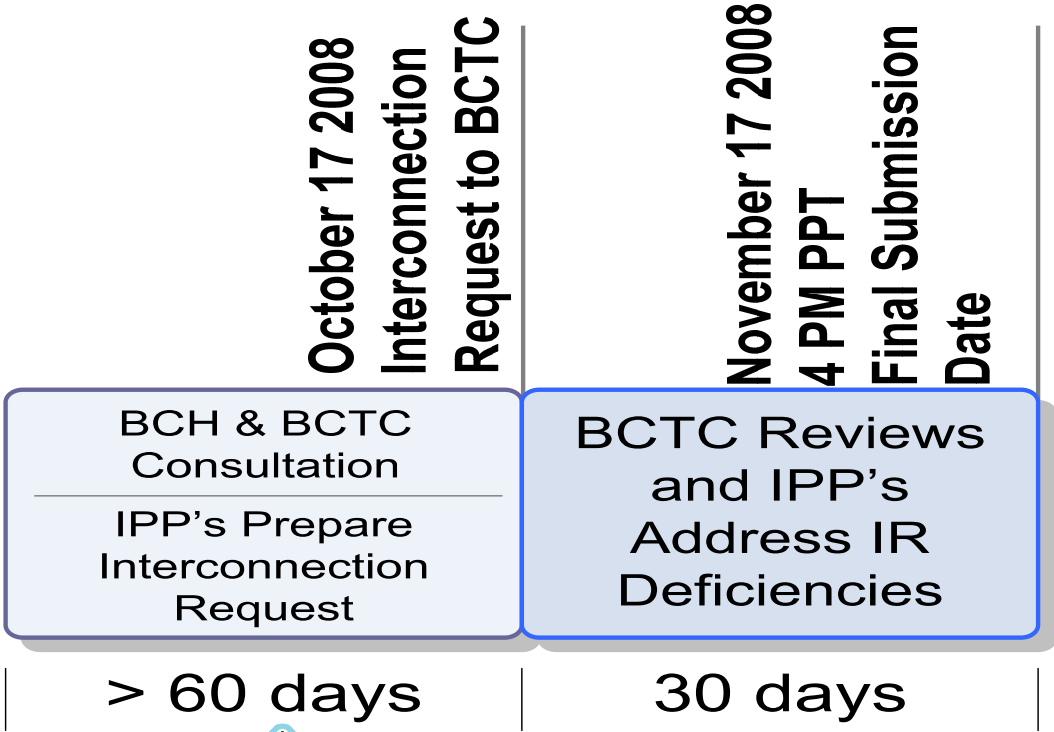 October 17 2008
Interconnection
Request to BCTC
November 17 2008
4 PM PPT
Final Submission
Date
BCH & BCTC
Consultation
IPP’s Prepare
Interconnection
Request
BCTC Reviews
and IPP’s
Address IR
Deficiencies
> 60 days
30 days